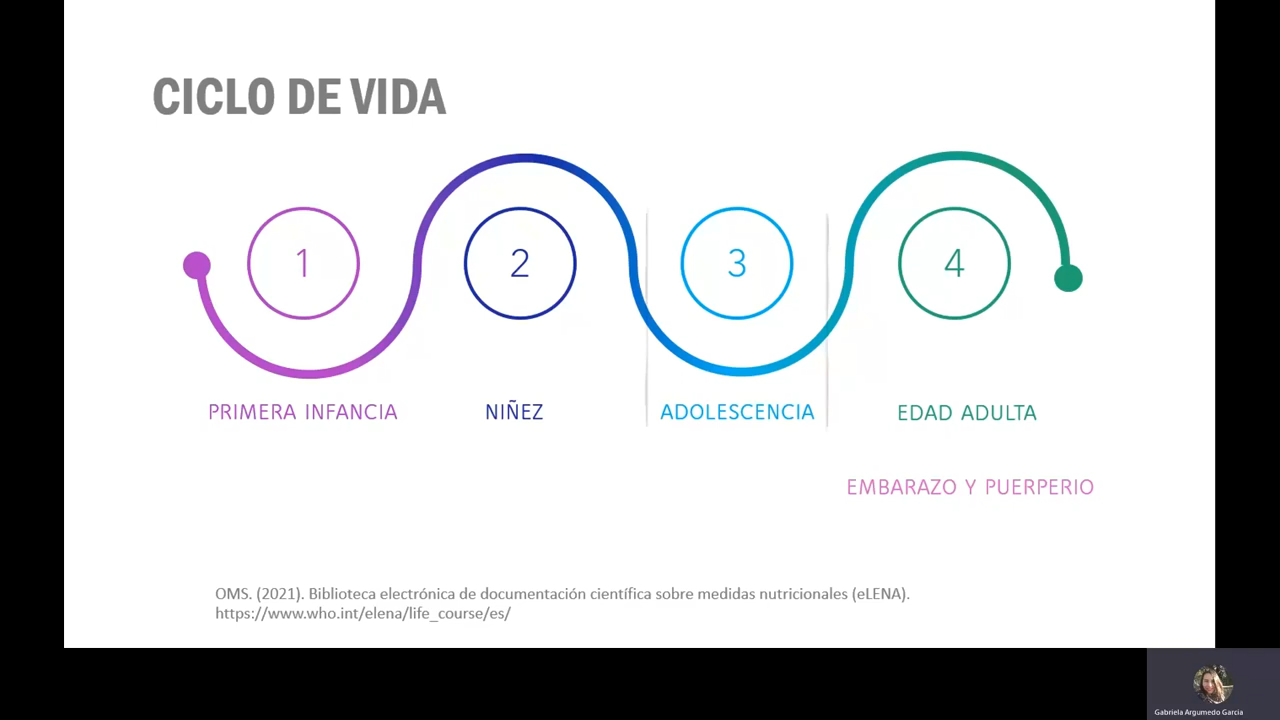 CICLO DE VIDA
1
2
3
4
PRIMERA INFANCIA
NIÑEZ
ADOLESCENCIA
EDAD ADULTA
EMBARAZO Y PUERPERIO
OMS. (2021). Biblioteca electrónica de documentación científica sobre medidas nutricionales (eLENA).
https://www.who.int/elena/life_course/es/
Gabriela Argumedo Garcia